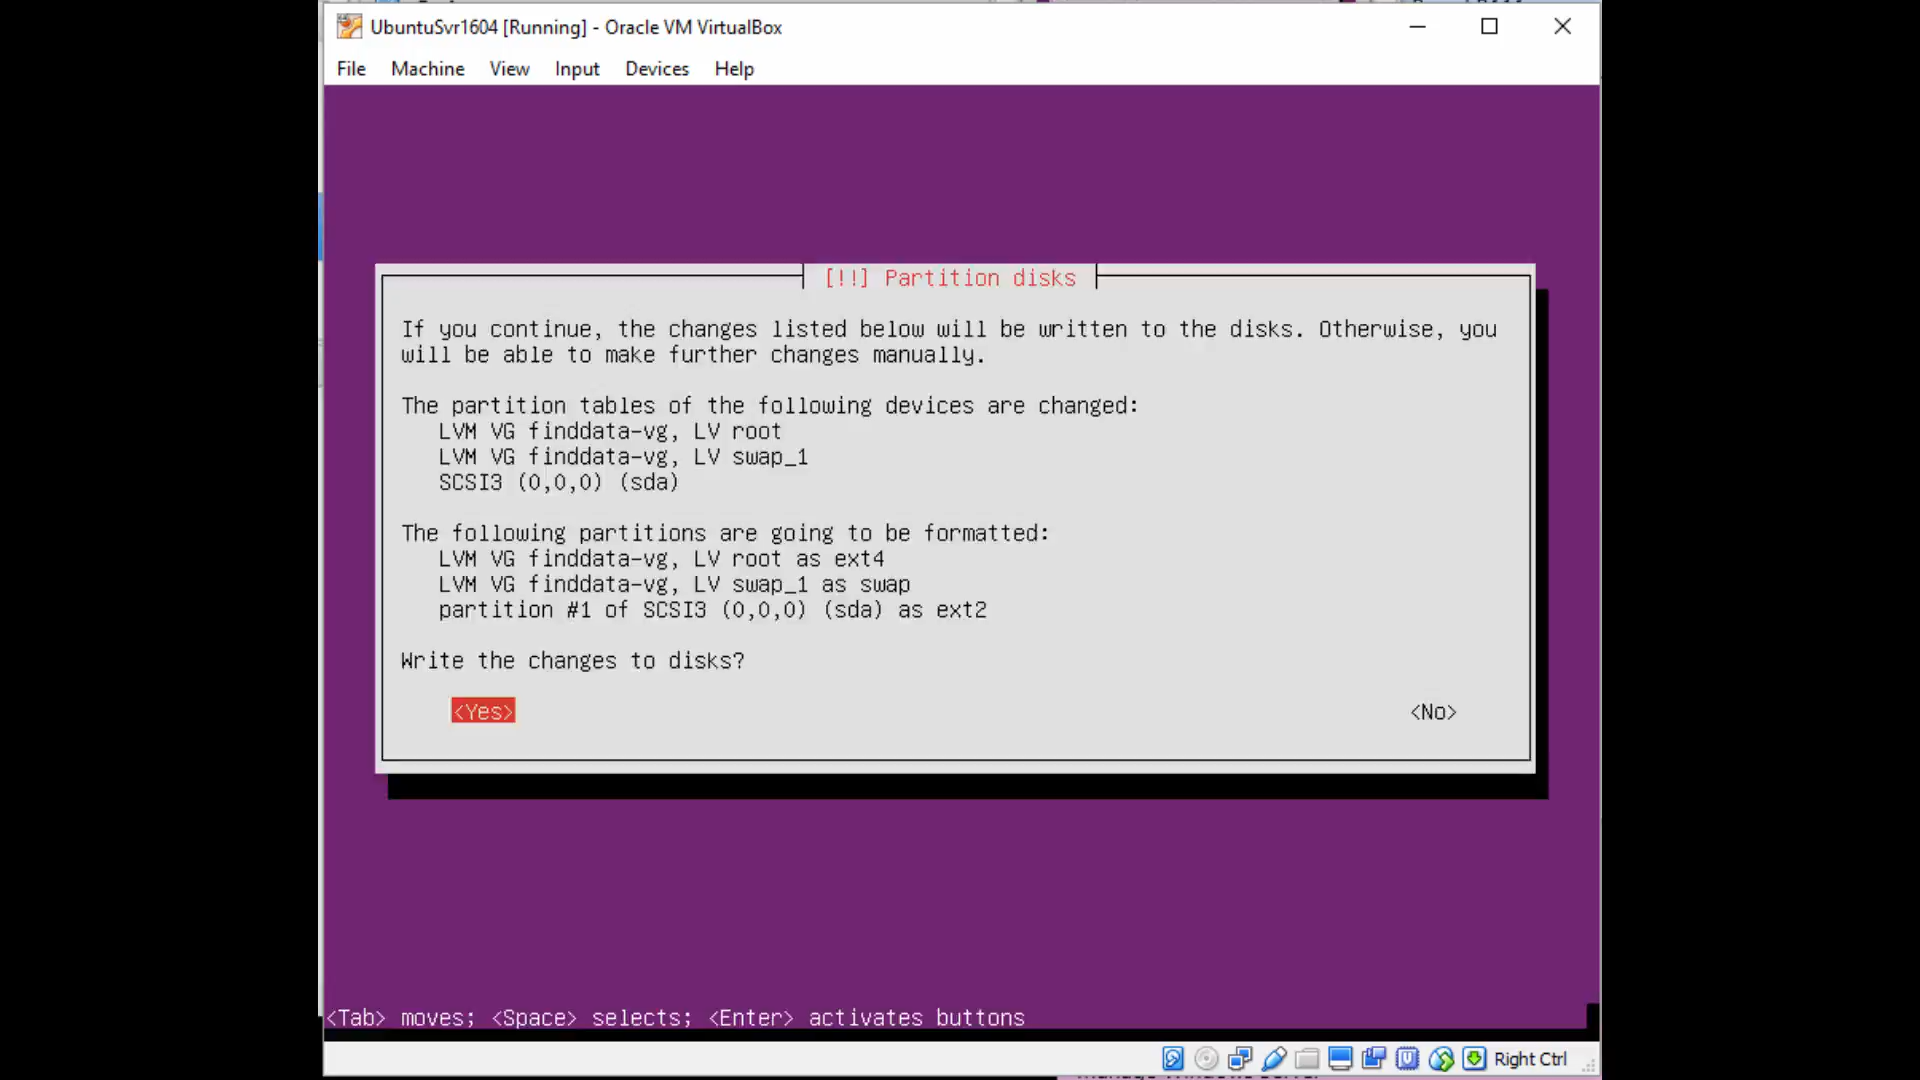 UbuntuSvr1604 [Running] - Oracle VM VirtualBox
File Machine View Input Devices Help
[!!] Partition disks
If you continue, the changes listed below will be written to the disks. Otherwise, you
will be able to make further changes manually.
The partition tables of the following devices are changed:
LVM VG finddata-vg, LV root
LVM VG finddata-vg, LV swap_1
SCSI3 (0,0,0) (sda)
The following partitions are going to be formatted:
LVM VG finddata-vg, LV root as ext4
LVM VG finddata-vg, LV swap_1 as swap
partition #1 of SCSI3 (0,0,0) (sda) as ext2
Write the changes to disks?
<Yes> <No>
<Tab> moves; <Space> selects; <Enter> activates buttons
Right Ctrl